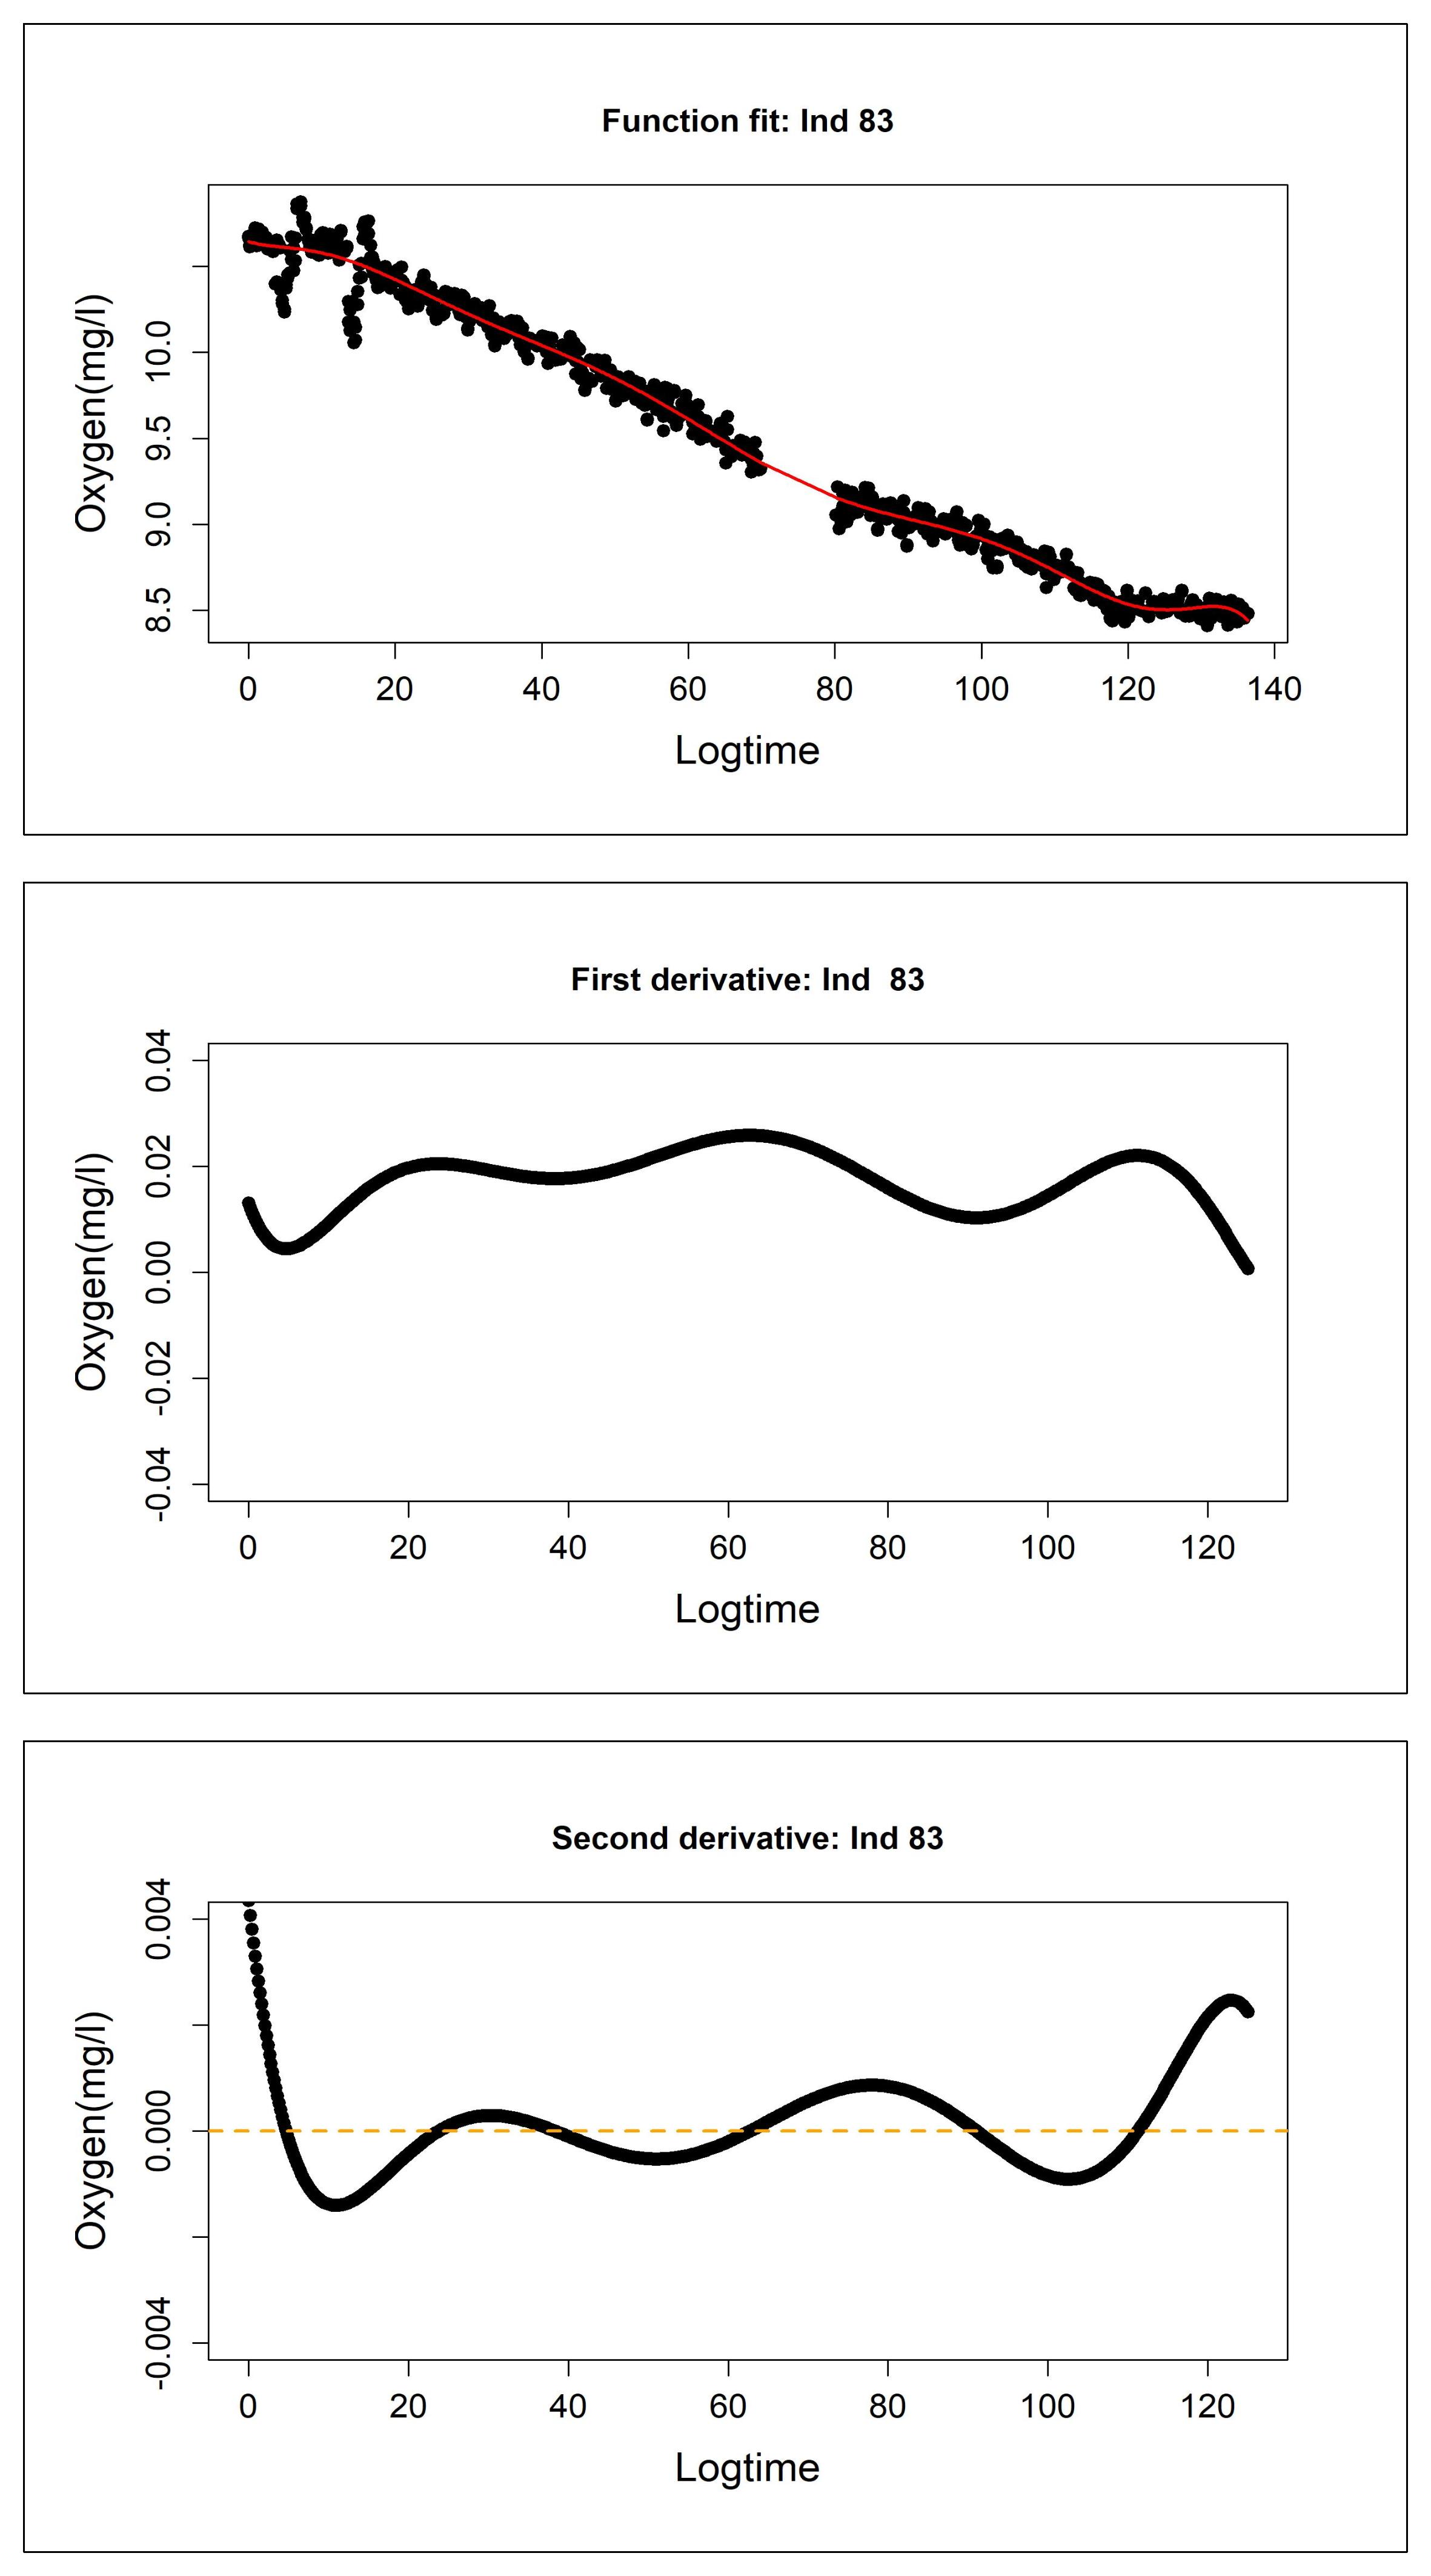 Function fit: Ind 83
Oxygen(mg/l)
10.0
9.5
9.0
8.5
0 20 40 60 80 100 120 140
Logtime
First derivative: Ind  83
Oxygen(mg/l)
0.04
0.02
0.00
-0.02
-0.04
0 20 40 60 80 100 120
Logtime
Second derivative: Ind 83
Oxygen(mg/l)
0.004
0.000
-0.004
0 20 40 60 80 100 120
Logtime